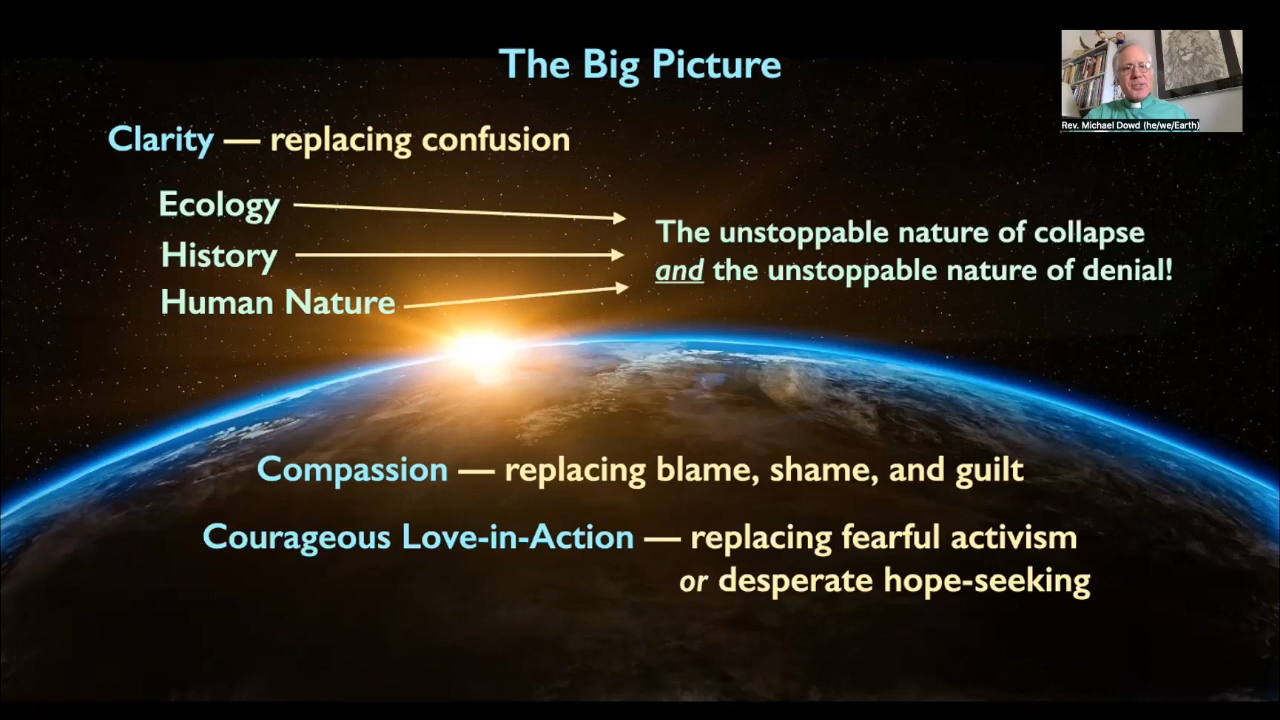 The Big Picture
Rev. Michael Dowd (he/we/Earth)
Clarity — replacing confusion
Ecology
History
Human Nature
The unstoppable nature of collapse
and the unstoppable nature of denial!
Compassion — replacing blame, shame, and guilt
Courageous Love-in-Action — replacing fearful activism
or desperate hope-seeking